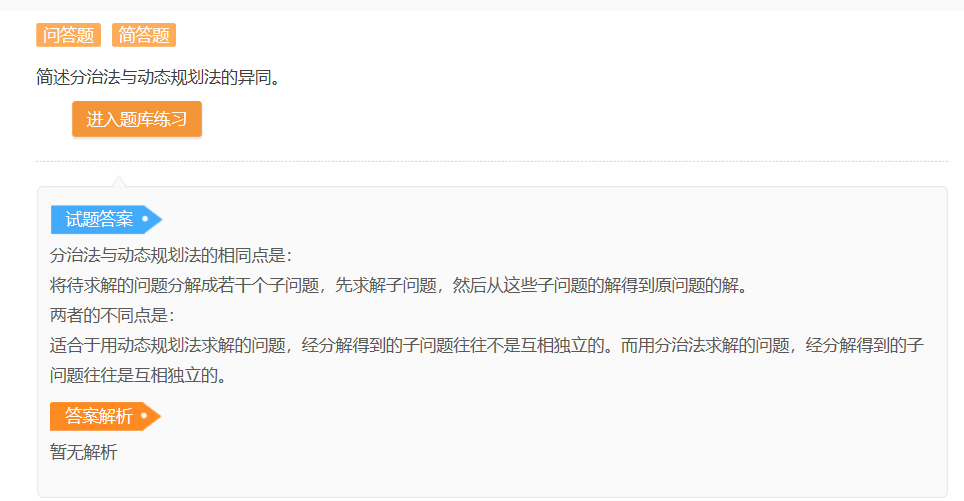 问答题 简答题
简述分治法与动态规划法的异同。
进入题库练习
试题答案
分治法与动态规划法的相同点是：
将待求解的问题分解成若干个子问题，先求解子问题，然后从这些子问题的解得到原问题的解。
两者的不同点是：
适合于用动态规划法求解的问题，经分解得到的子问题往往不是互相独立的。而用分治法求解的问题，经分解得到的子
问题往往是互相独立的。
答案解析
暂无解析